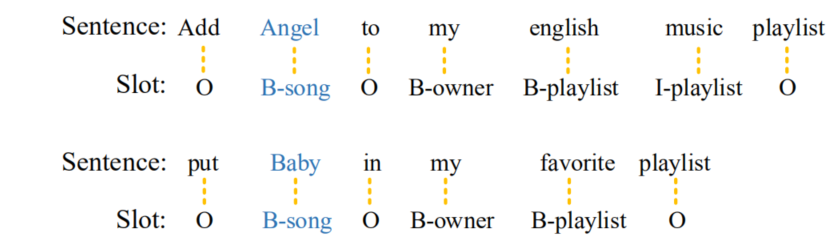 Sentence: Add Angel to my english music playlist
Slot: O B-song O B-owner B-playlist I-playlist O
Sentence: put Baby in my favorite playlist
Slot: O B-song O B-owner B-playlist O